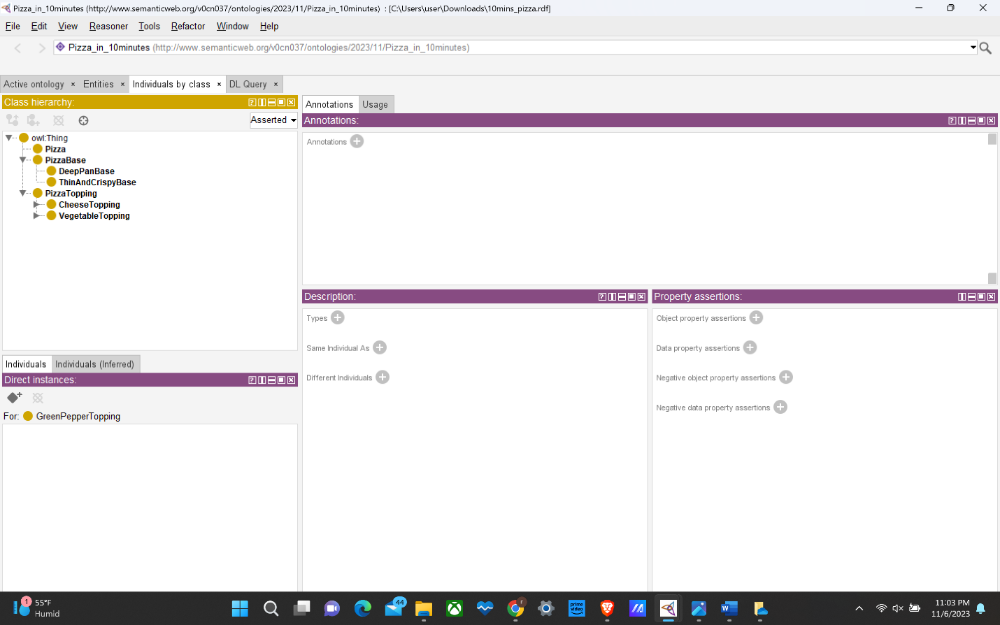 Pizza_in_10minutes (http://www.semanticweb.org/v0cn037/ontologies/2023/11/Pizza_in_10minutes) : [C:\Users\user\Downloads\10mins_pizza.rdf]
File Edit View Reasoner Tools Refactor Window Help
Pizza_in_10minutes (http://www.semanticweb.org/v0cn037/ontologies/2023/11/Pizza_in_10minutes)
Active ontology × Entities × Individuals by class × DL Query ×
Class hierarchy:
Asserted
owl:Thing
Pizza
PizzaBase
DeepPanBase
ThinAndCrispyBase
PizzaTopping
CheeseTopping
VegetableTopping
Individuals Individuals (Inferred)
Direct instances:
For: GreenPepperTopping
Annotations Usage
Annotations:
Annotations
Description:
Types
Same Individual As
Different Individuals
Property assertions:
Object property assertions
Data property assertions
Negative object property assertions
Negative data property assertions
1
55°F
Humid
44
prime video
r
W
11:03 PM
11/6/2023